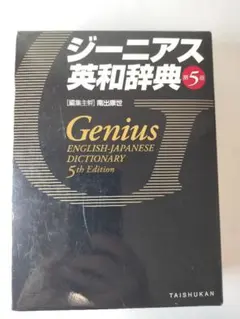 ジーニアス
英和辞典 第5版
[編集主幹] 南出康世
Genius
ENGLISH-JAPANESE
DICTIONARY
5th Edition
TAISHUKAN